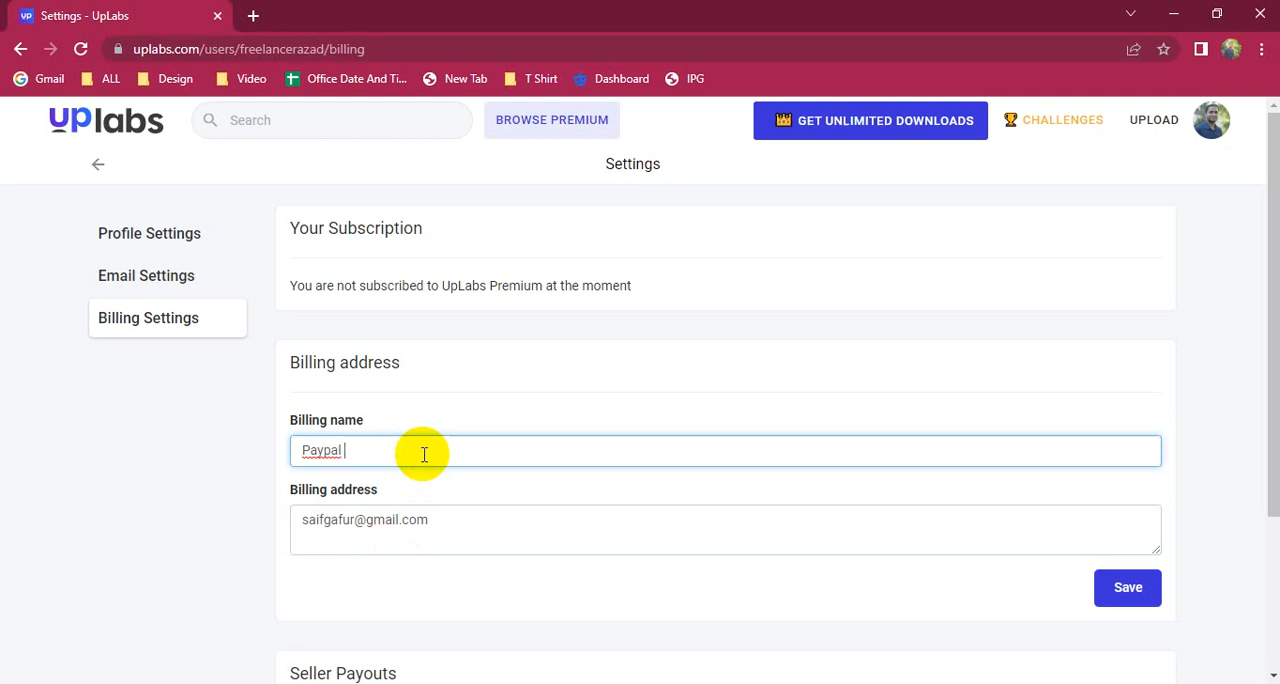 UP Settings - UpLabs
uplabs.com/users/freelancerazad/billing
Gmail ALL Design Video Office Date And Ti... New Tab T Shirt Dashboard IPG
uplabs Search BROWSE PREMIUM GET UNLIMITED DOWNLOADS CHALLENGES UPLOAD
Settings
Profile Settings
Email Settings
Billing Settings
Your Subscription
You are not subscribed to UpLabs Premium at the moment
Billing address
Billing name
Paypal
Billing address
saifgafur@gmail.com
Save
Seller Payouts